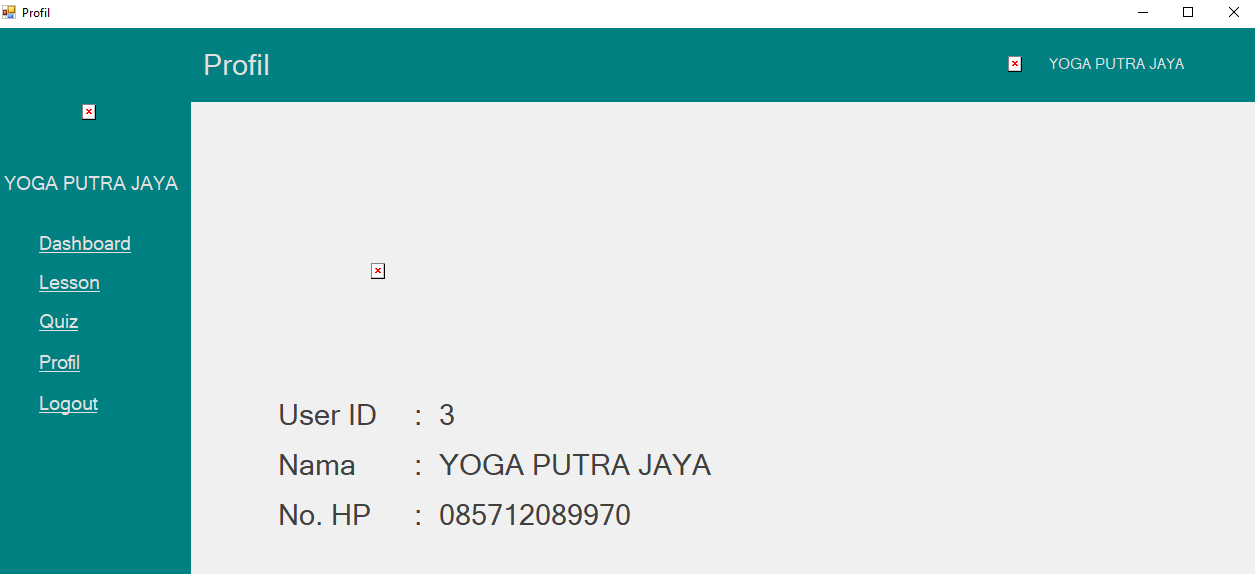 Profil
Profil
YOGA PUTRA JAYA
YOGA PUTRA JAYA
Dashboard
Lesson
Quiz
Profil
Logout
User ID : 3
Nama : YOGA PUTRA JAYA
No. HP : 085712089970